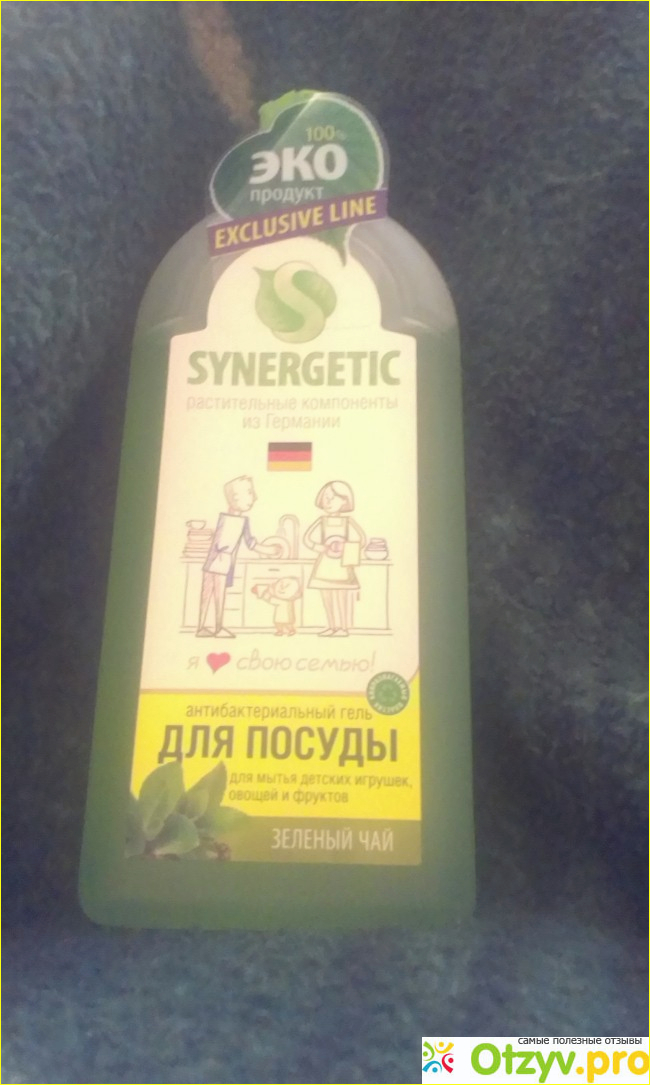 100%
эко
продукт
EXCLUSIVE LINE
SYNERGETIC
растительные компоненты
из Германии
я свою семью!
антибактериальный гель
ДЛЯ ПОСУДЫ
для мытья детских игрушек,
овощей и фруктов
ЗЕЛЕНЫЙ ЧАЙ
самые полезные отзывы
Otzyv.pro